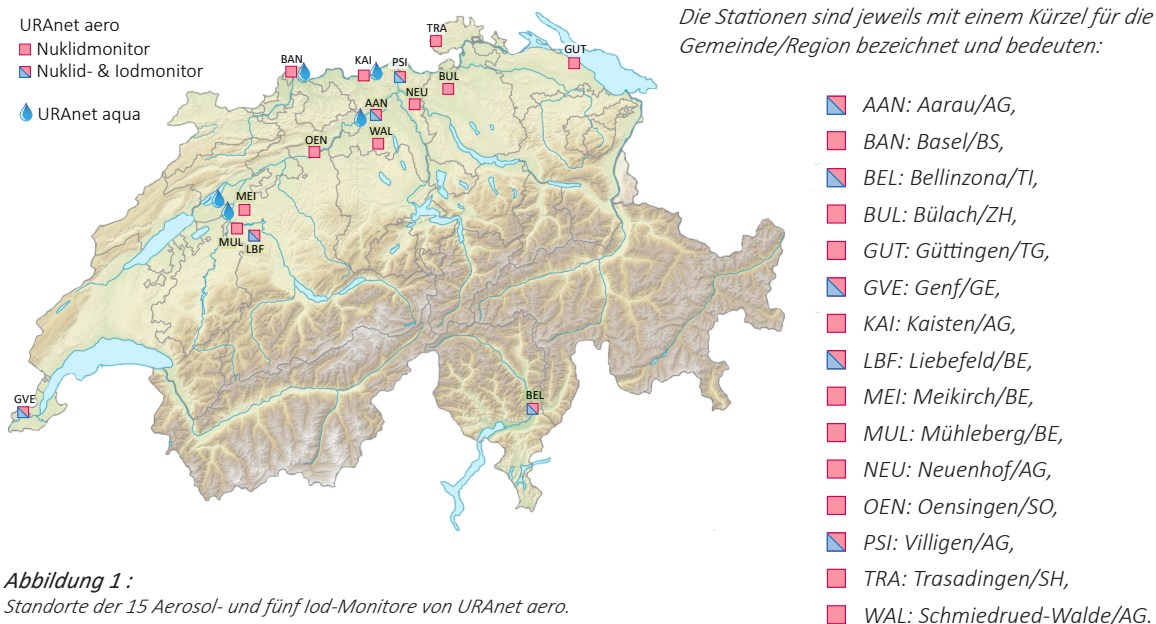 URAnet aero
Nuklidmonitor
Nuklid- & Iodmonitor
URAnet aqua
TRA
GUT
BAN
KAI
PSI
BUL
NEU
AAN
WAL
OEN
MEI
MUL
LBF
GVE
BEL
Die Stationen sind jeweils mit einem Kürzel für die
Gemeinde/Region bezeichnet und bedeuten:
AAN: Aarau/AG,
BAN: Basel/BS,
BEL: Bellinzona/TI,
BUL: Bülach/ZH,
GUT: Güttingen/TG,
GVE: Genf/GE,
KAI: Kaisten/AG,
LBF: Liebefeld/BE,
MEI: Meikirch/BE,
MUL: Mühleberg/BE,
NEU: Neuenhof/AG,
OEN: Oensingen/SO,
PSI: Villigen/AG,
TRA: Trasadingen/SH,
WAL: Schmiedrued-Walde/AG.
Abbildung 1 :
Standorte der 15 Aerosol- und fünf Iod-Monitore von URAnet aero.